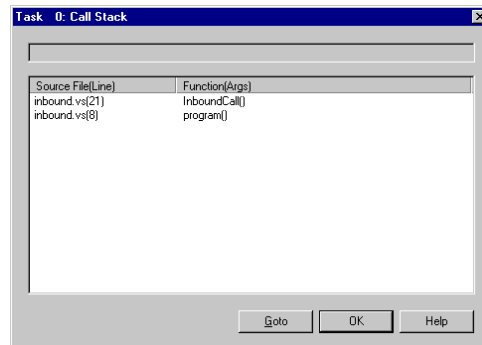 Task 0: Call Stack
Source File(Line) Function(Args)
inbound.vs(21) InboundCall()
inbound.vs(8) program()
Goto OK Help